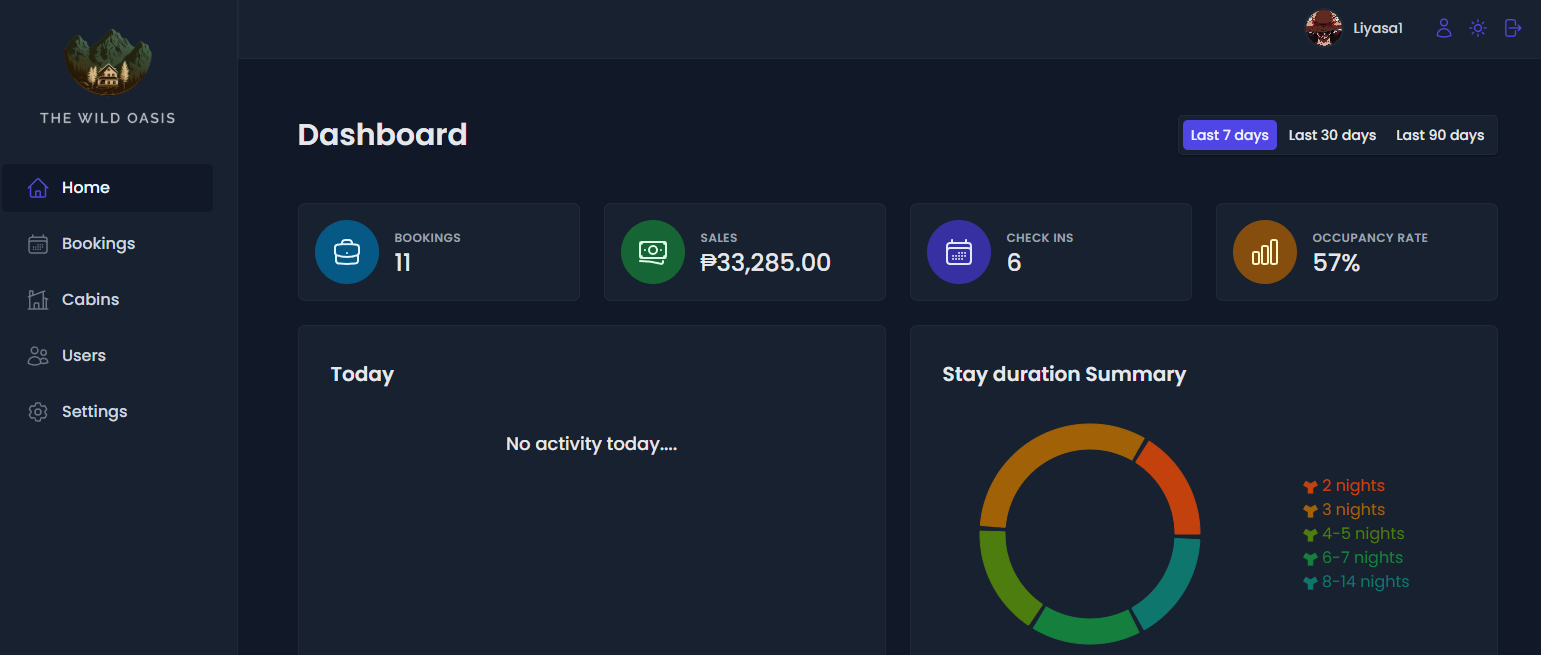 Liyasa1
THE WILD OASIS
Home
Bookings
Cabins
Users
Settings
Dashboard
Last 7 days Last 30 days Last 90 days
BOOKINGS
11
SALES
₱33,285.00
CHECK INS
6
OCCUPANCY RATE
57%
Today
No activity today....
Stay duration Summary
2 nights
3 nights
4-5 nights
6-7 nights
8-14 nights